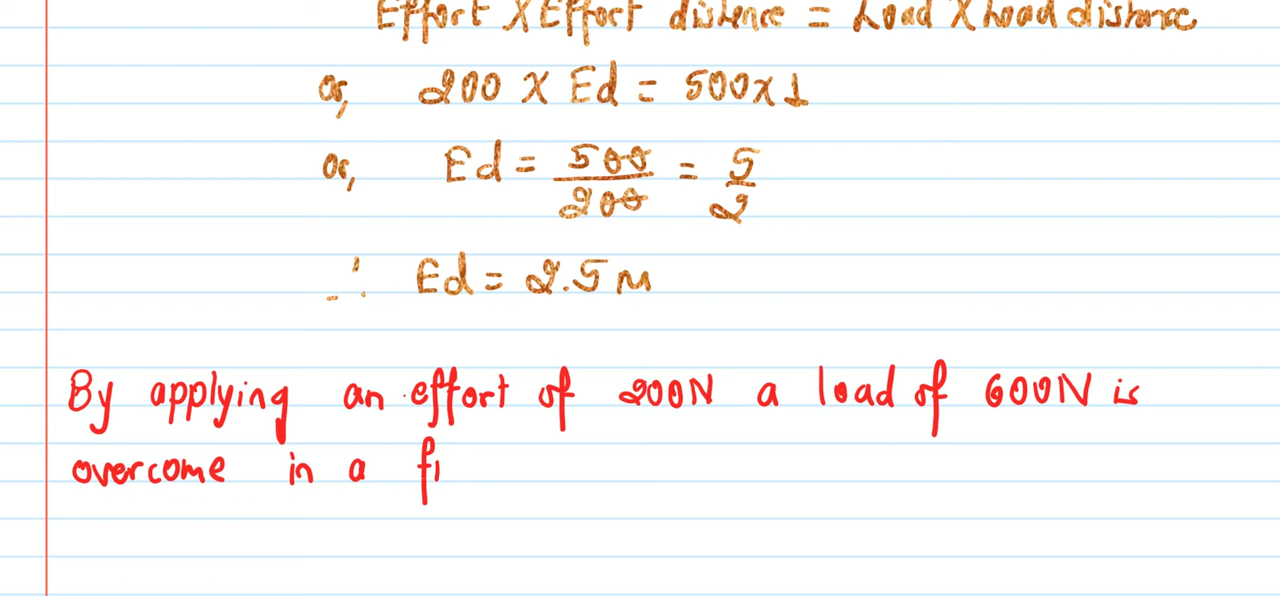 Effort X Effort distence = Load X Load distance
or, 200 X Ed = 500 x 1
or, Ed = 500/200 = 5/2
∴ Ed = 2.5 m
By applying an effort of 200N a load of 600N is
overcome in a